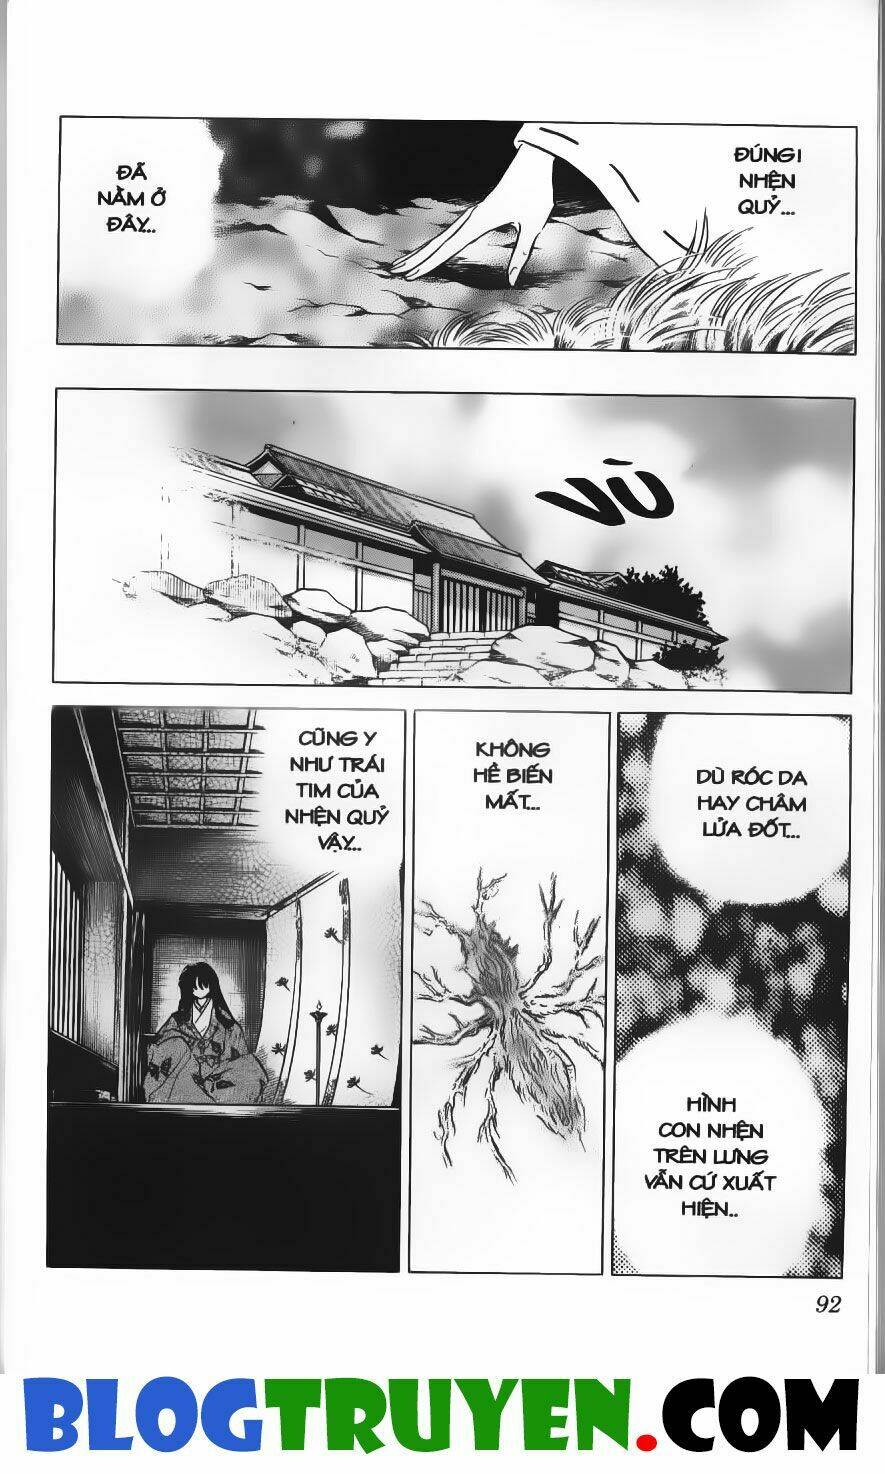 ĐÚNG!
NHỆN
QUỶ...
ĐÃ
NẰM Ở
ĐÂY...
VÙ
DÙ RÓC DA
HAY CHÂM
LỬA ĐỐT...
HÌNH
CON NHỆN
TRÊN LƯNG
VẪN CỨ XUẤT
HIỆN..
KHÔNG
HỀ BIẾN
MẤT...
CŨNG Y
NHƯ TRÁI
TIM CỦA
NHỆN QUỶ
VẬY...
92
BLOGTRUYEN.COM